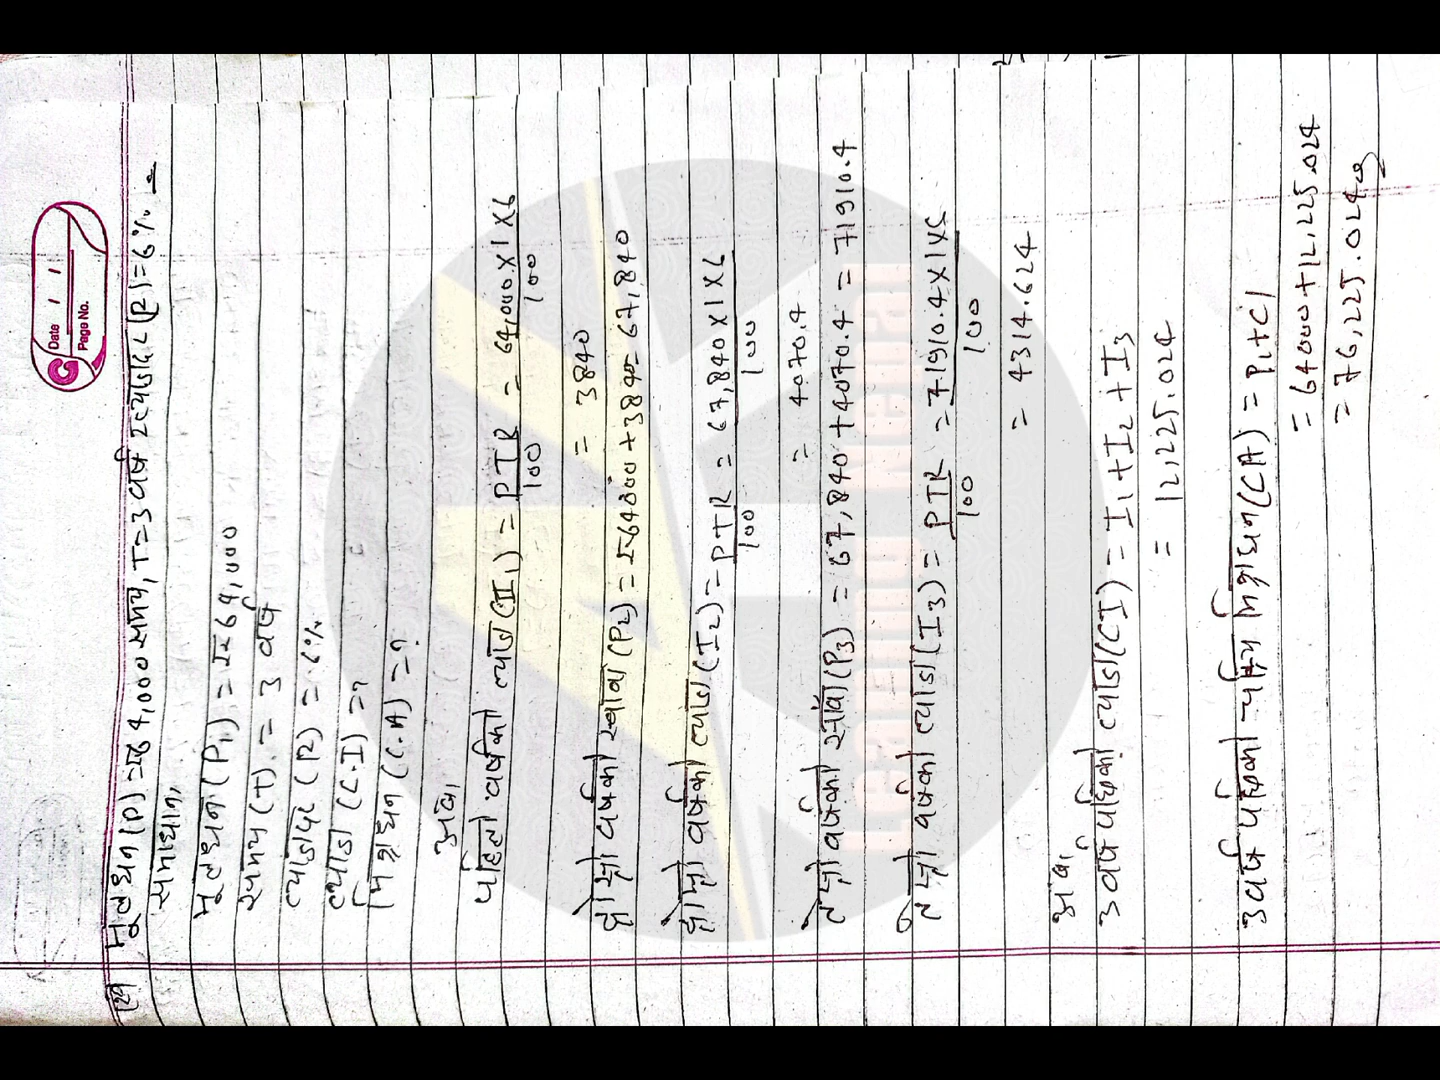 Date / /
Page No.
(ग) मूलधन (P) = रु 64,000 समय, T = 3 वर्ष र ब्याजदर (R) = 6%
समाधान,
मूलधन (P₁) = रु 64,000
समय (T) = 3 वर्ष
ब्याजदर (R) = 6%
ब्याज (C.I) = ?
मिश्रधन (C.A) = ?
अब,
पहिलो वर्षको ब्याज (I₁) = PTR/100 = 64,000×1×6/100
= 3840
दोस्रो वर्षको साँवा (P₂) = रु 64000 + 3840 = 67,840
दोस्रो वर्षको ब्याज (I₂) = PTR/100 = 67,840×1×6/100
= 4070.4
तेस्रो वर्षको साँवा (P₃) = 67,840 + 4070.4 = 71910.4
तेस्रो वर्षको ब्याज (I₃) = PTR/100 = 71910.4×1×6/100
= 4314.624
अब,
3 वर्ष पछिको ब्याज (CI) = I₁ + I₂ + I₃
= 12,225.024
3 वर्ष पछिको चक्रिय मिश्रधन (CA) = P₁ + CI
= 64000 + 12,225.024
= 76,225.024